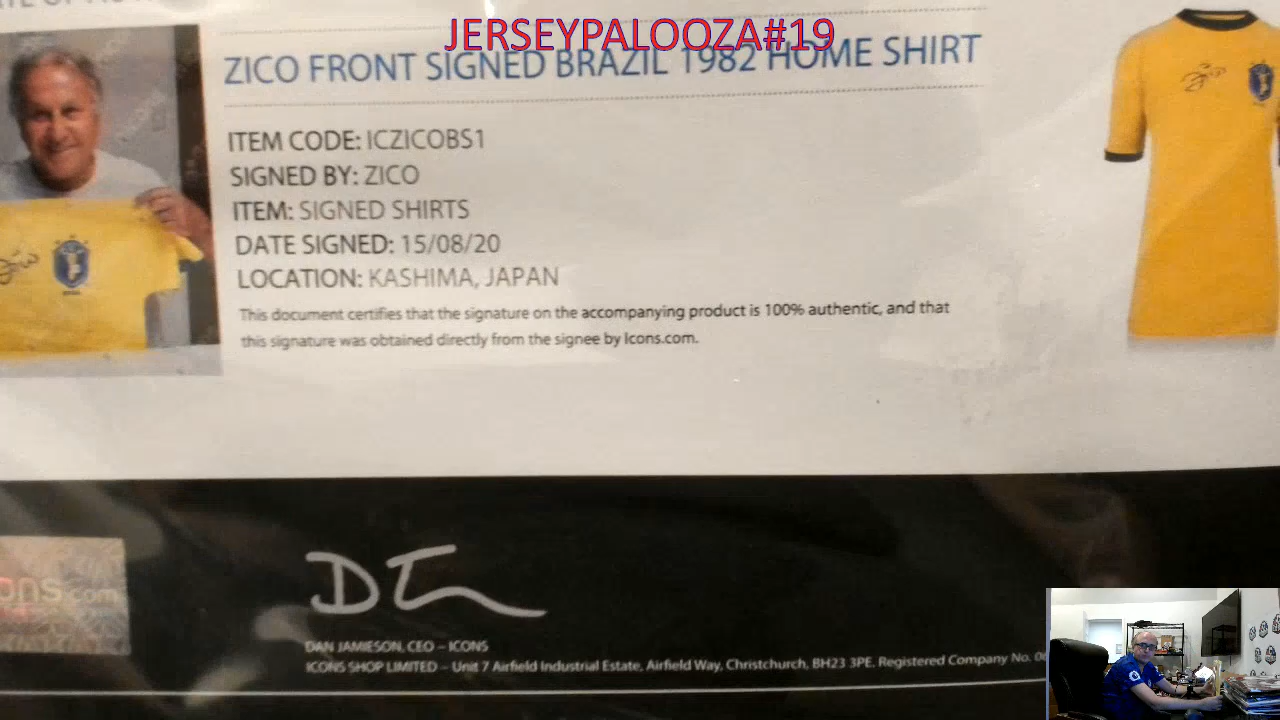 JERSEYPALOOZA#19
ZICO FRONT SIGNED BRAZIL 1982 HOME SHIRT
ITEM CODE: ICZICOBS1
SIGNED BY: ZICO
ITEM: SIGNED SHIRTS
DATE SIGNED: 15/08/20
LOCATION: KASHIMA, JAPAN
This document certifies that the signature on the accompanying product is 100% authentic, and that
this signature was obtained directly from the signee by Icons.com.
ons.com
DAN JAMIESON, CEO – ICONS
ICONS SHOP LIMITED – Unit 7 Airfield Industrial Estate, Airfield Way, Christchurch, BH23 3PE. Registered Company No.